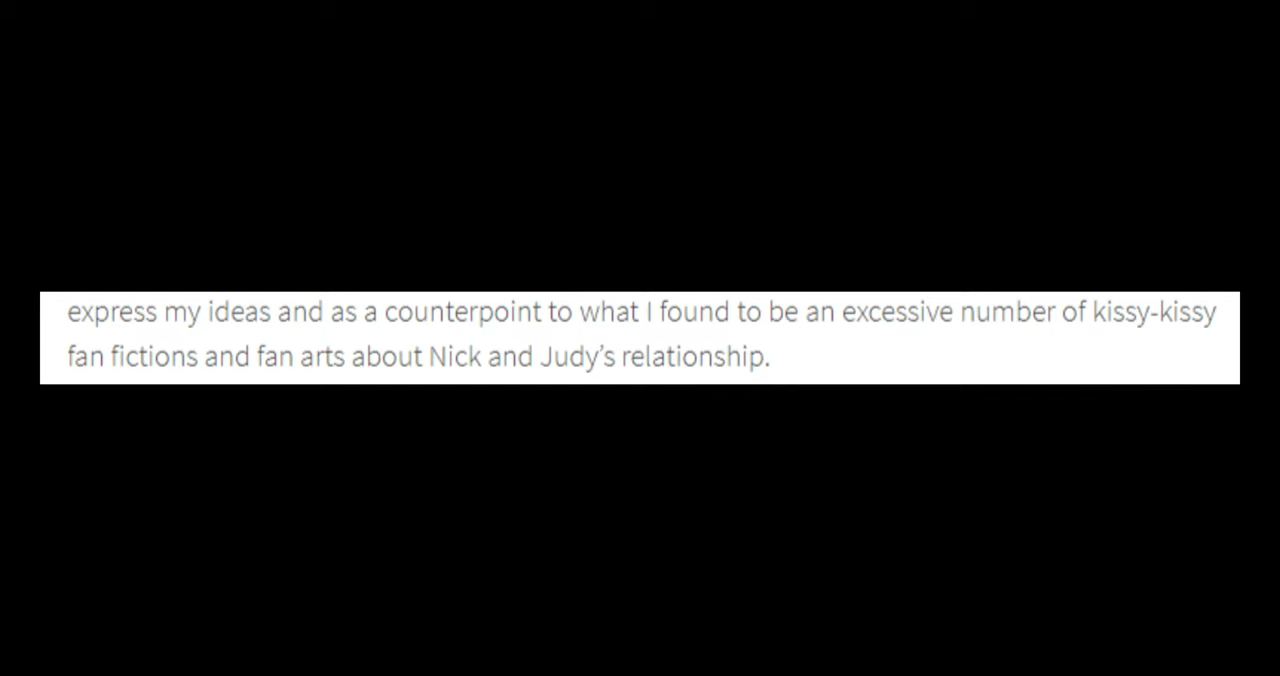 express my ideas and as a counterpoint to what I found to be an excessive number of kissy-kissy
fan fictions and fan arts about Nick and Judy’s relationship.